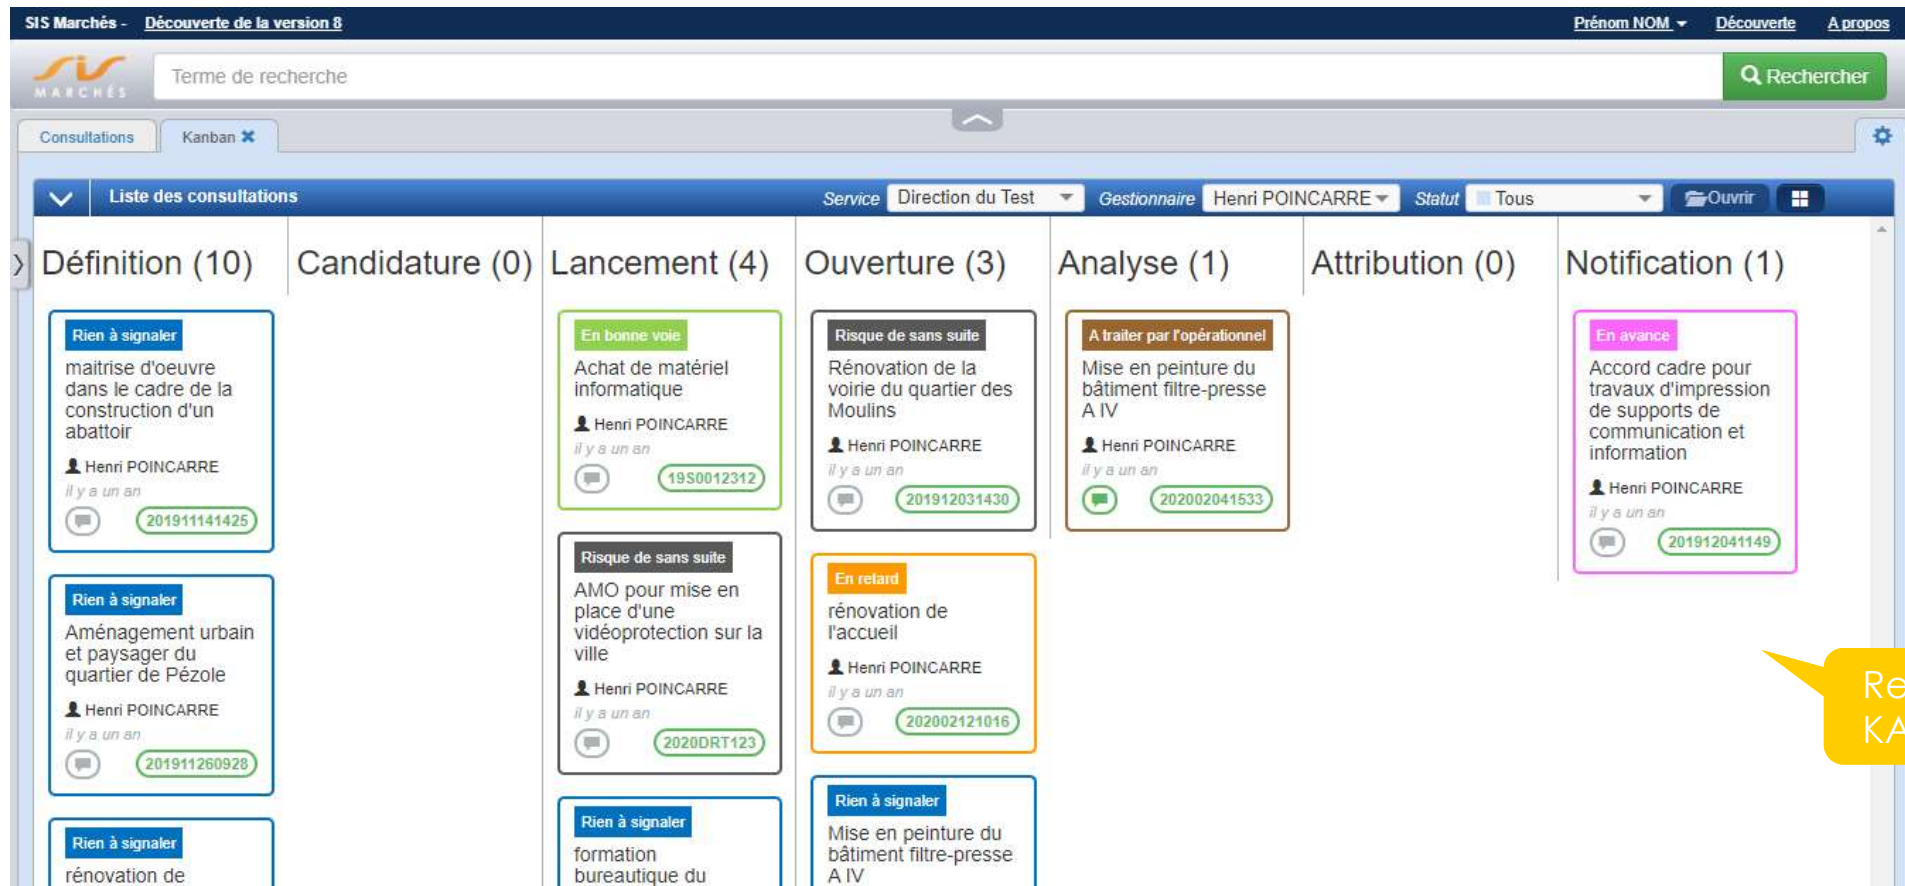 SIS Marchés - Découverte de la version 8
Prénom NOM Découverte A propos
sis
MARCHÉS
Terme de recherche
Rechercher
Consultations Kanban
Liste des consultations
Service Direction du Test Gestionnaire Henri POINCARRE Statut Tous Ouvrir
Définition (10)
Rien à signaler
maitrise d'oeuvre
dans le cadre de la
construction d'un
abattoir
Henri POINCARRE
il y a un an
201911141425
Rien à signaler
Aménagement urbain
et paysager du
quartier de Pézole
Henri POINCARRE
il y a un an
201911260928
Rien à signaler
rénovation de
Candidature (0)
Lancement (4)
En bonne voie
Achat de matériel
informatique
Henri POINCARRE
il y a un an
19S0012312
Risque de sans suite
AMO pour mise en
place d'une
vidéoprotection sur la
ville
Henri POINCARRE
il y a un an
2020DRT123
Rien à signaler
formation
bureautique du
Ouverture (3)
Risque de sans suite
Rénovation de la
voirie du quartier des
Moulins
Henri POINCARRE
il y a un an
201912031430
En retard
rénovation de
l'accueil
Henri POINCARRE
il y a un an
202002121016
Rien à signaler
Mise en peinture du
bâtiment filtre-presse
A IV
Analyse (1)
A traiter par l'opérationnel
Mise en peinture du
bâtiment filtre-presse
A IV
Henri POINCARRE
il y a un an
202002041533
Attribution (0)
Notification (1)
En avance
Accord cadre pour
travaux d'impression
de supports de
communication et
information
Henri POINCARRE
il y a un an
201912041149
Re
KA